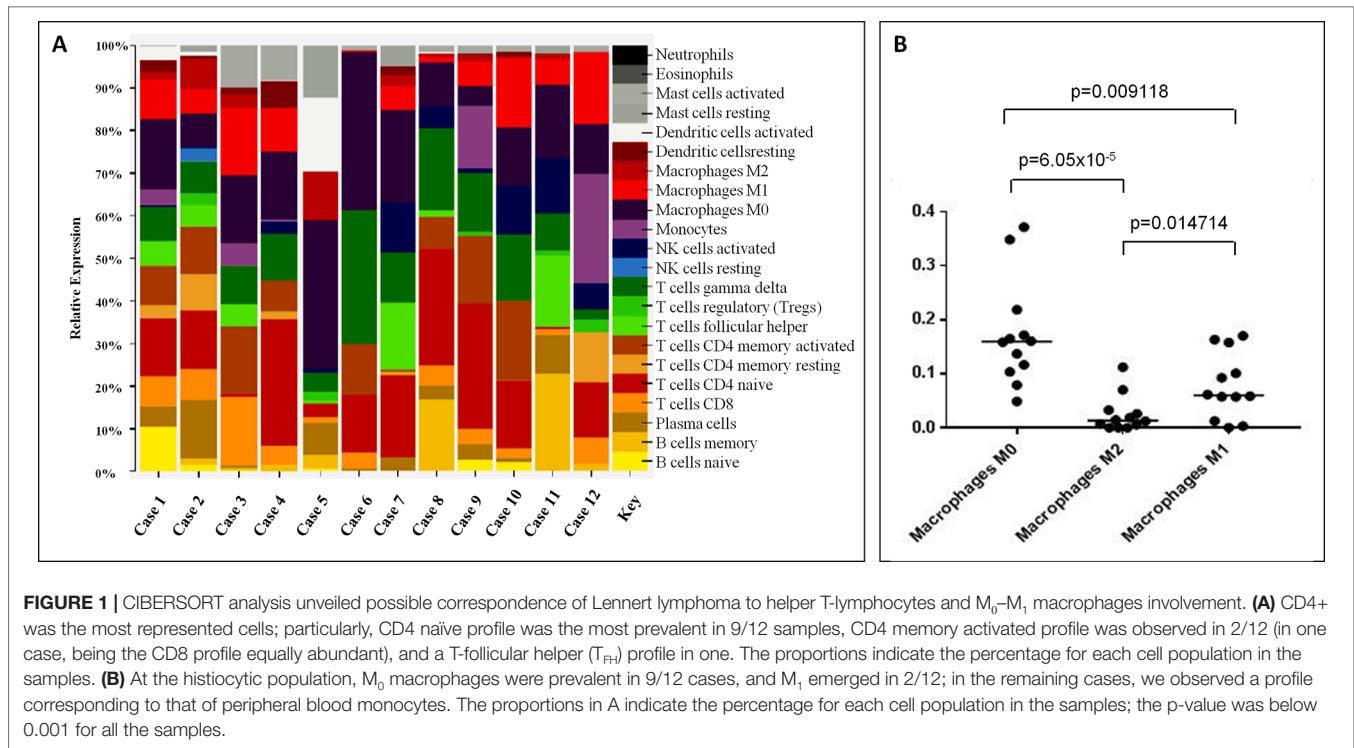 A
100%
90%
80%
70%
60%
50%
40%
30%
20%
10%
0%
Relative Expression
Case 1
Case 2
Case 3
Case 4
Case 5
Case 6
Case 7
Case 8
Case 9
Case 10
Case 11
Case 12
Key
Neutrophils
Eosinophils
Mast cells activated
Mast cells resting
Dendritic cells activated
Dendritic cellsresting
Macrophages M2
Macrophages M1
Macrophages M0
Monocytes
NK cells activated
NK cells resting
T cells gamma delta
T cells regulatory (Tregs)
T cells follicular helper
T cells CD4 memory activated
T cells CD4 memory resting
T cells CD4 naive
T cells CD8
Plasma cells
B cells memory
B cells naive
B
p=0.009118
p=6.05x10⁻⁵
p=0.014714
0.4
0.3
0.2
0.1
0.0
Macrophages M0
Macrophages M2
Macrophages M1
FIGURE 1 | CIBERSORT analysis unveiled possible correspondence of Lennert lymphoma to helper T-lymphocytes and M₀–M₁ macrophages involvement. (A) CD4+
was the most represented cells; particularly, CD4 naïve profile was the most prevalent in 9/12 samples, CD4 memory activated profile was observed in 2/12 (in one
case, being the CD8 profile equally abundant), and a T-follicular helper (T_FH) profile in one. The proportions indicate the percentage for each cell population in the
samples. (B) At the histiocytic population, M₀ macrophages were prevalent in 9/12 cases, and M₁ emerged in 2/12; in the remaining cases, we observed a profile
corresponding to that of peripheral blood monocytes. The proportions in A indicate the percentage for each cell population in the samples; the p-value was below
0.001 for all the samples.